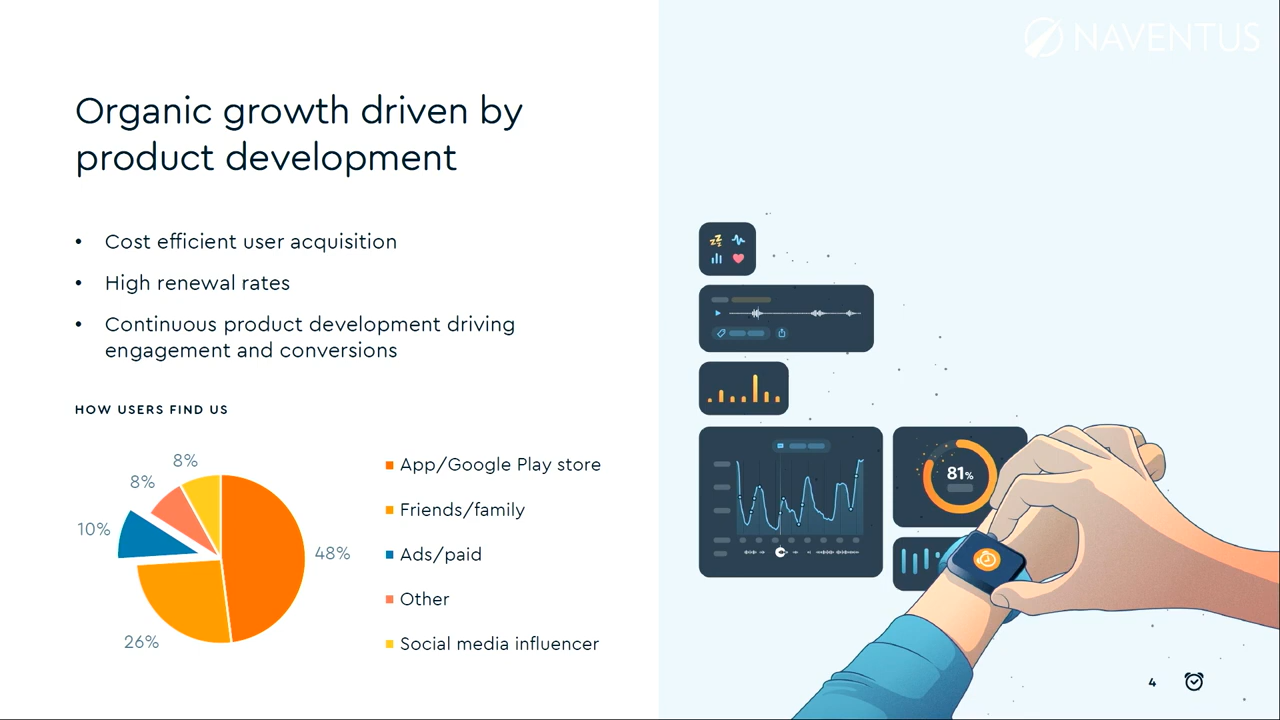 NAVENTUS
Organic growth driven by
product development
• Cost efficient user acquisition
• High renewal rates
• Continuous product development driving
engagement and conversions
HOW USERS FIND US
8%
8%
10%
48%
26%
App/Google Play store
Friends/family
Ads/paid
Other
Social media influencer
zZ
81%
4